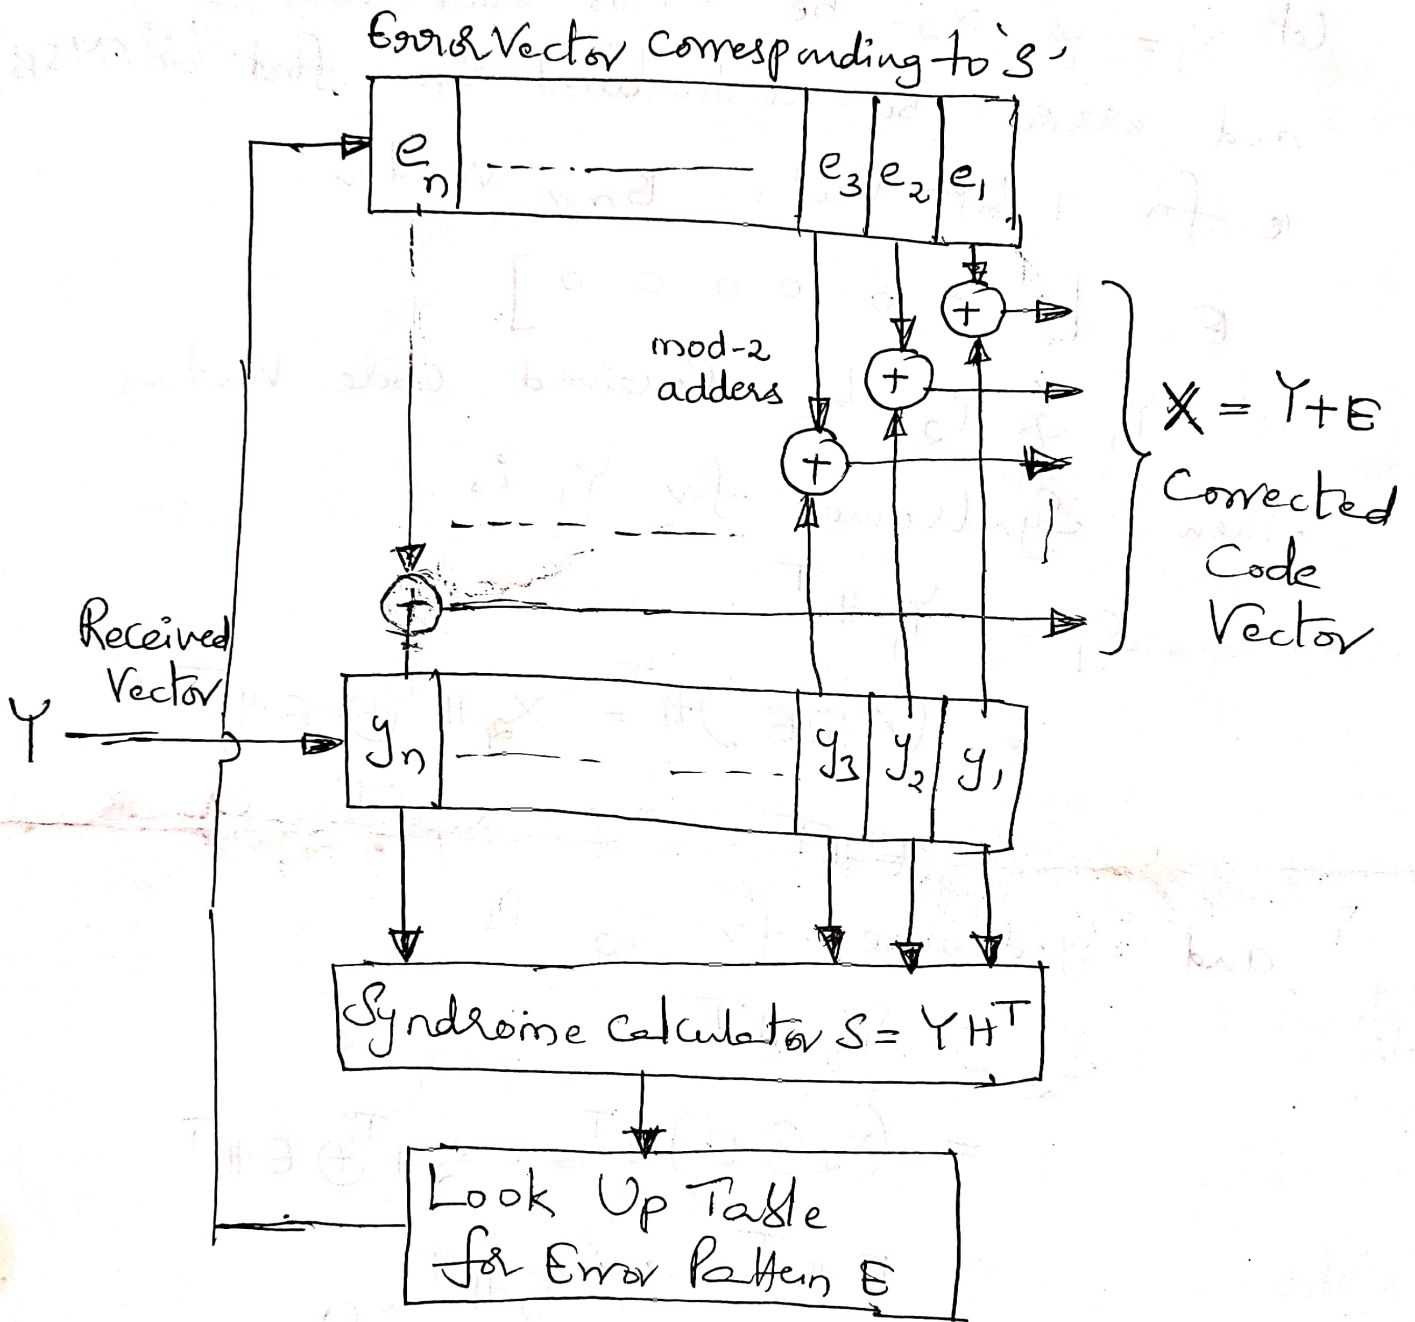 Error Vector Corresponding to 'S'
en e3 e2 e1
+
mod-2
adders
+
+
X = Y+E
Corrected
Code
Vector
+
Received
Vector
Y
yn y3 y2 y1
Syndrome Calculator S = YH^T
Look Up Table
for Error Pattern E